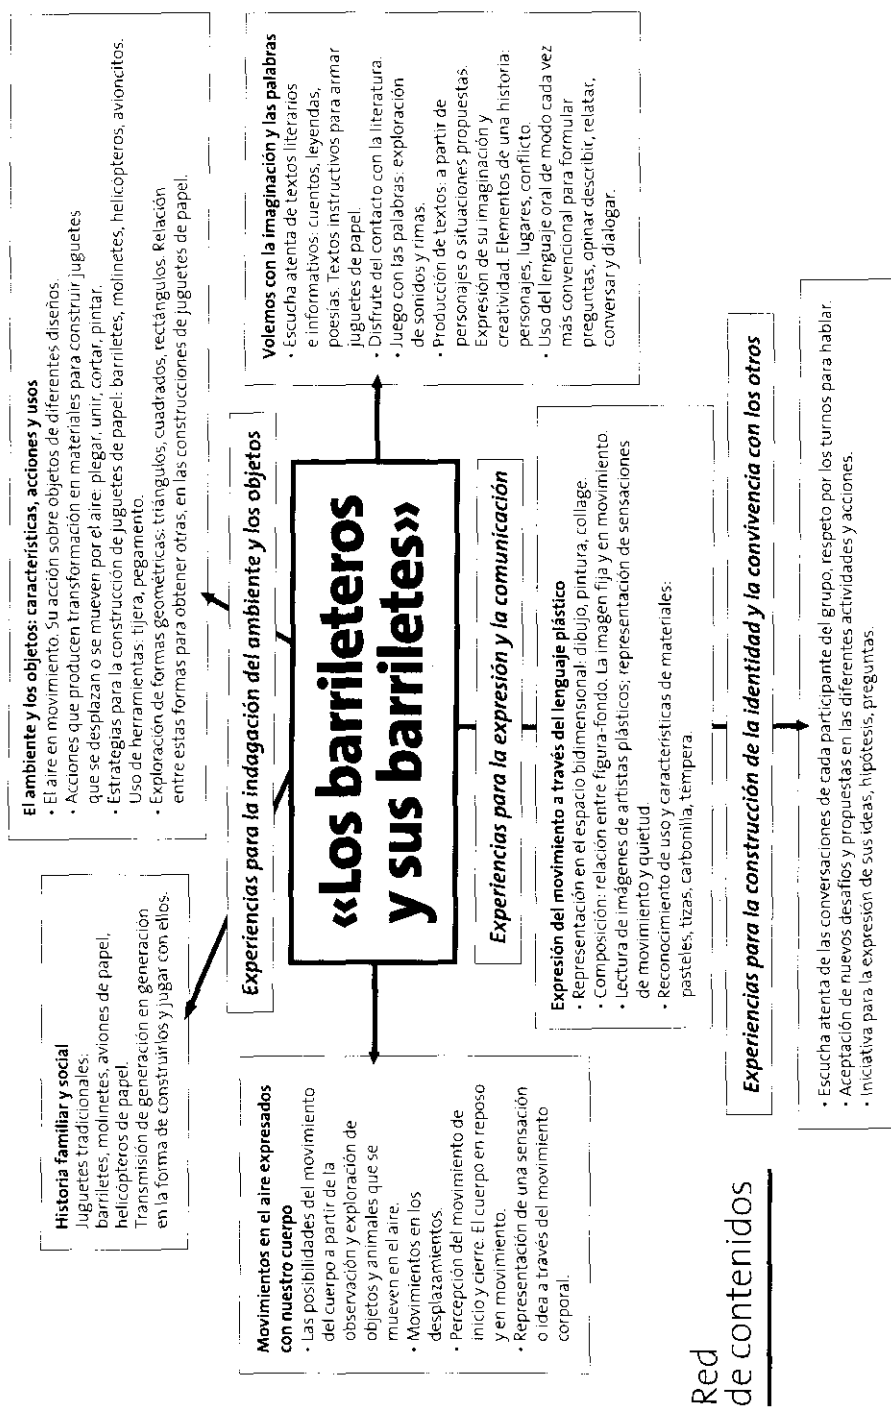 Historia familiar y social
Juguetes tradicionales:
barriletes, molinetes, aviones de papel,
helicópteros de papel.
Transmisión de generación en generación
en la forma de construirlos y jugar con ellos.
El ambiente y los objetos: características, acciones y usos
· El aire en movimiento. Su acción sobre objetos de diferentes diseños.
· Acciones que producen transformación en materiales para construir juguetes
que se desplazan o se mueven por el aire: plegar, unir, cortar, pintar.
· Estrategias para la construcción de juguetes de papel: barriletes, molinetes, helicópteros, avioncitos.
Uso de herramientas: tijera, pegamento.
· Exploración de formas geométricas: triángulos, cuadrados, rectángulos. Relación
entre estas formas para obtener otras, en las construcciones de juguetes de papel.
Experiencias para la indagación del ambiente y los objetos
Movimientos en el aire expresados
con nuestro cuerpo
· Las posibilidades del movimiento
del cuerpo a partir de la
observación y exploración de
objetos y animales que se
mueven en el aire.
· Movimientos en los
desplazamientos.
· Percepción del movimiento de
inicio y cierre. El cuerpo en reposo
y en movimiento.
· Representación de una sensación
o idea a través del movimiento
corporal.
«Los barrileteros
y sus barriletes»
Volemos con la imaginación y las palabras
· Escucha atenta de textos literarios
e informativos: cuentos, leyendas,
poesías. Textos instructivos para armar
juguetes de papel.
· Disfrute del contacto con la literatura.
· Juego con las palabras: exploración
de sonidos y rimas.
· Produccion de textos: a partir de
personajes o situaciones propuestas.
Expresión de su imaginación y
creatividad. Elementos de una historia:
personajes, lugares, conflicto.
· Uso del lenguaje oral de modo cada vez
más convencional para formular
preguntas, opinar describir, relatar,
conversar y dialogar.
Experiencias para la expresión y la comunicación
Expresión del movimiento a través del lenguaje plástico
· Representación en el espacio bidimensional: dibujo, pintura, collage.
· Composición: relación entre figura-fondo. La imagen fija y en movimiento.
· Lectura de imágenes de artistas plásticos; representación de sensaciones
de movimiento y quietud.
· Reconocimiento de uso y características de materiales:
pasteles, tizas, carbonilla, témpera.
Experiencias para la construcción de la identidad y la convivencia con los otros
· Escucha atenta de las conversaciones de cada participante del grupo, respeto por los turnos para hablar.
· Aceptación de nuevos desafíos y propuestas en las diferentes actividades y acciones.
· Iniciativa para la expresión de sus ideas, hipótesis, preguntas.
Red
de contenidos